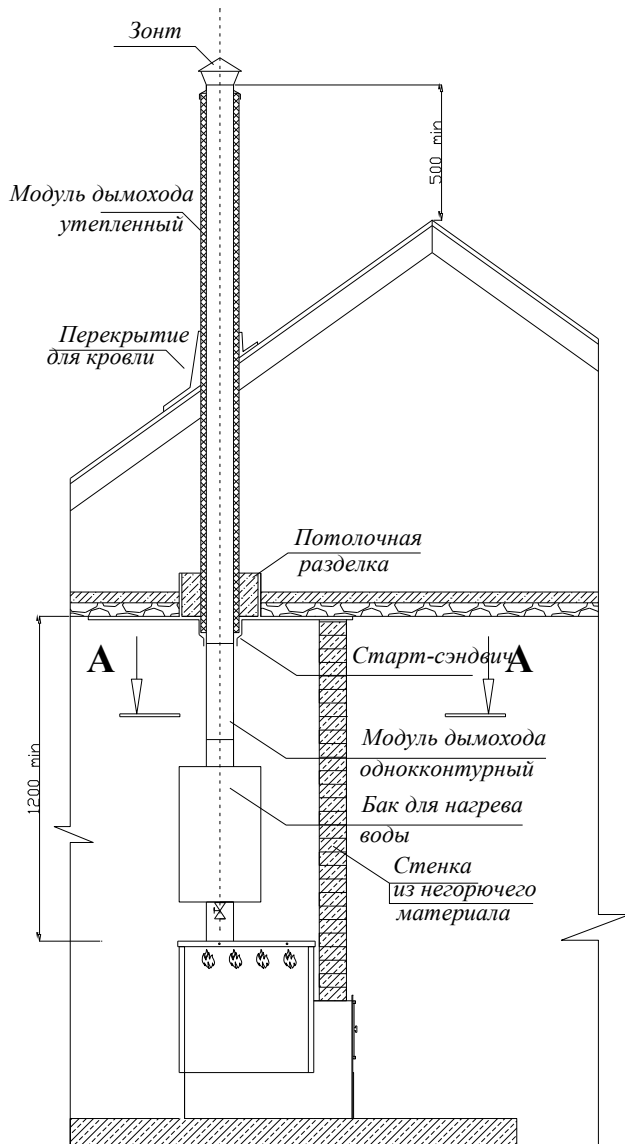 Зонт
500 min
Модуль дымохода
утепленный
Перекрытие
для кровли
Потолочная
разделка
А
Старт-сэндвич
А
Модуль дымохода
однокконтурный
1200 min
Бак для нагрева
воды
Стенка
из негорючего
материала